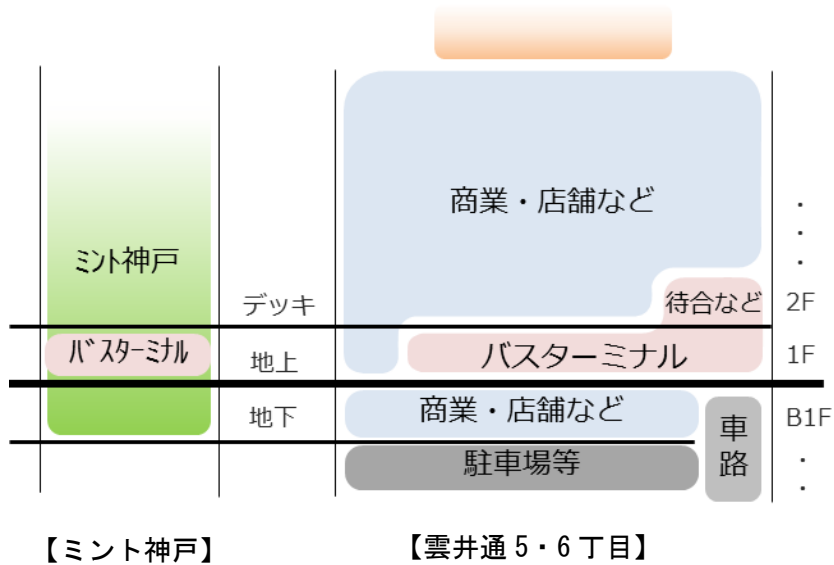 商業・店舗など
・
・
・
ミント神戸
デッキ
待合など
2F
バスターミナル
地上
バスターミナル
1F
地下
商業・店舗など
車路
B1F
駐車場等
・
・
【ミント神戸】
【雲井通5・6丁目】